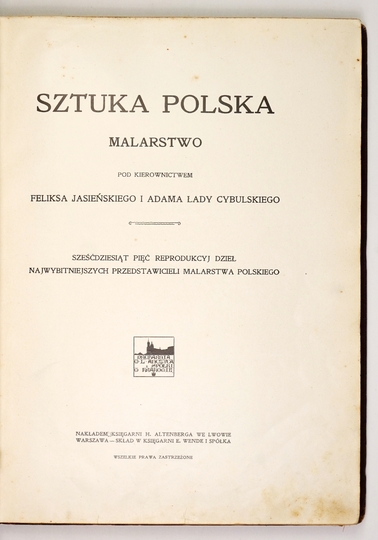 SZTUKA POLSKA
MALARSTWO
POD KIEROWNICTWEM
FELIKSA JASIEŃSKIEGO I ADAMA LADY CYBULSKIEGO
SZEŚĆDZIESIĄT PIĘĆ REPRODUKCYJ DZIEŁ
NAJWYBITNIEJSZYCH PRZEDSTAWICIELI MALARSTWA POLSKIEGO
DRUKARNIA
NAKŁADEM KSIĘGARNI H. ALTENBERGA WE LWOWIE
WARSZAWA – SKŁAD W KSIĘGARNI E. WENDE I SPÓŁKA
WSZELKIE PRAWA ZASTRZEŻONE